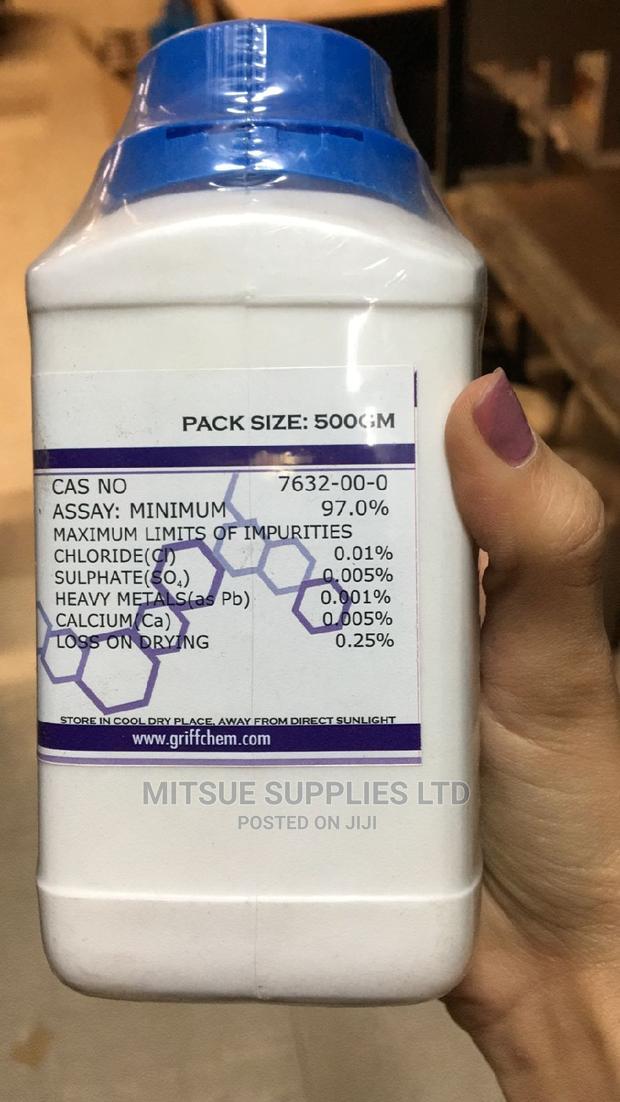 PACK SIZE: 500GM
CAS NO 7632-00-0
ASSAY: MINIMUM 97.0%
MAXIMUM LIMITS OF IMPURITIES
CHLORIDE(Cl) 0.01%
SULPHATE(SO₄) 0.005%
HEAVY METALS(as Pb) 0.001%
CALCIUM(Ca) 0.005%
LOSS ON DRYING 0.25%
STORE IN COOL DRY PLACE, AWAY FROM DIRECT SUNLIGHT
www.griffchem.com
MITSUE SUPPLIES LTD
POSTED ON JIJI